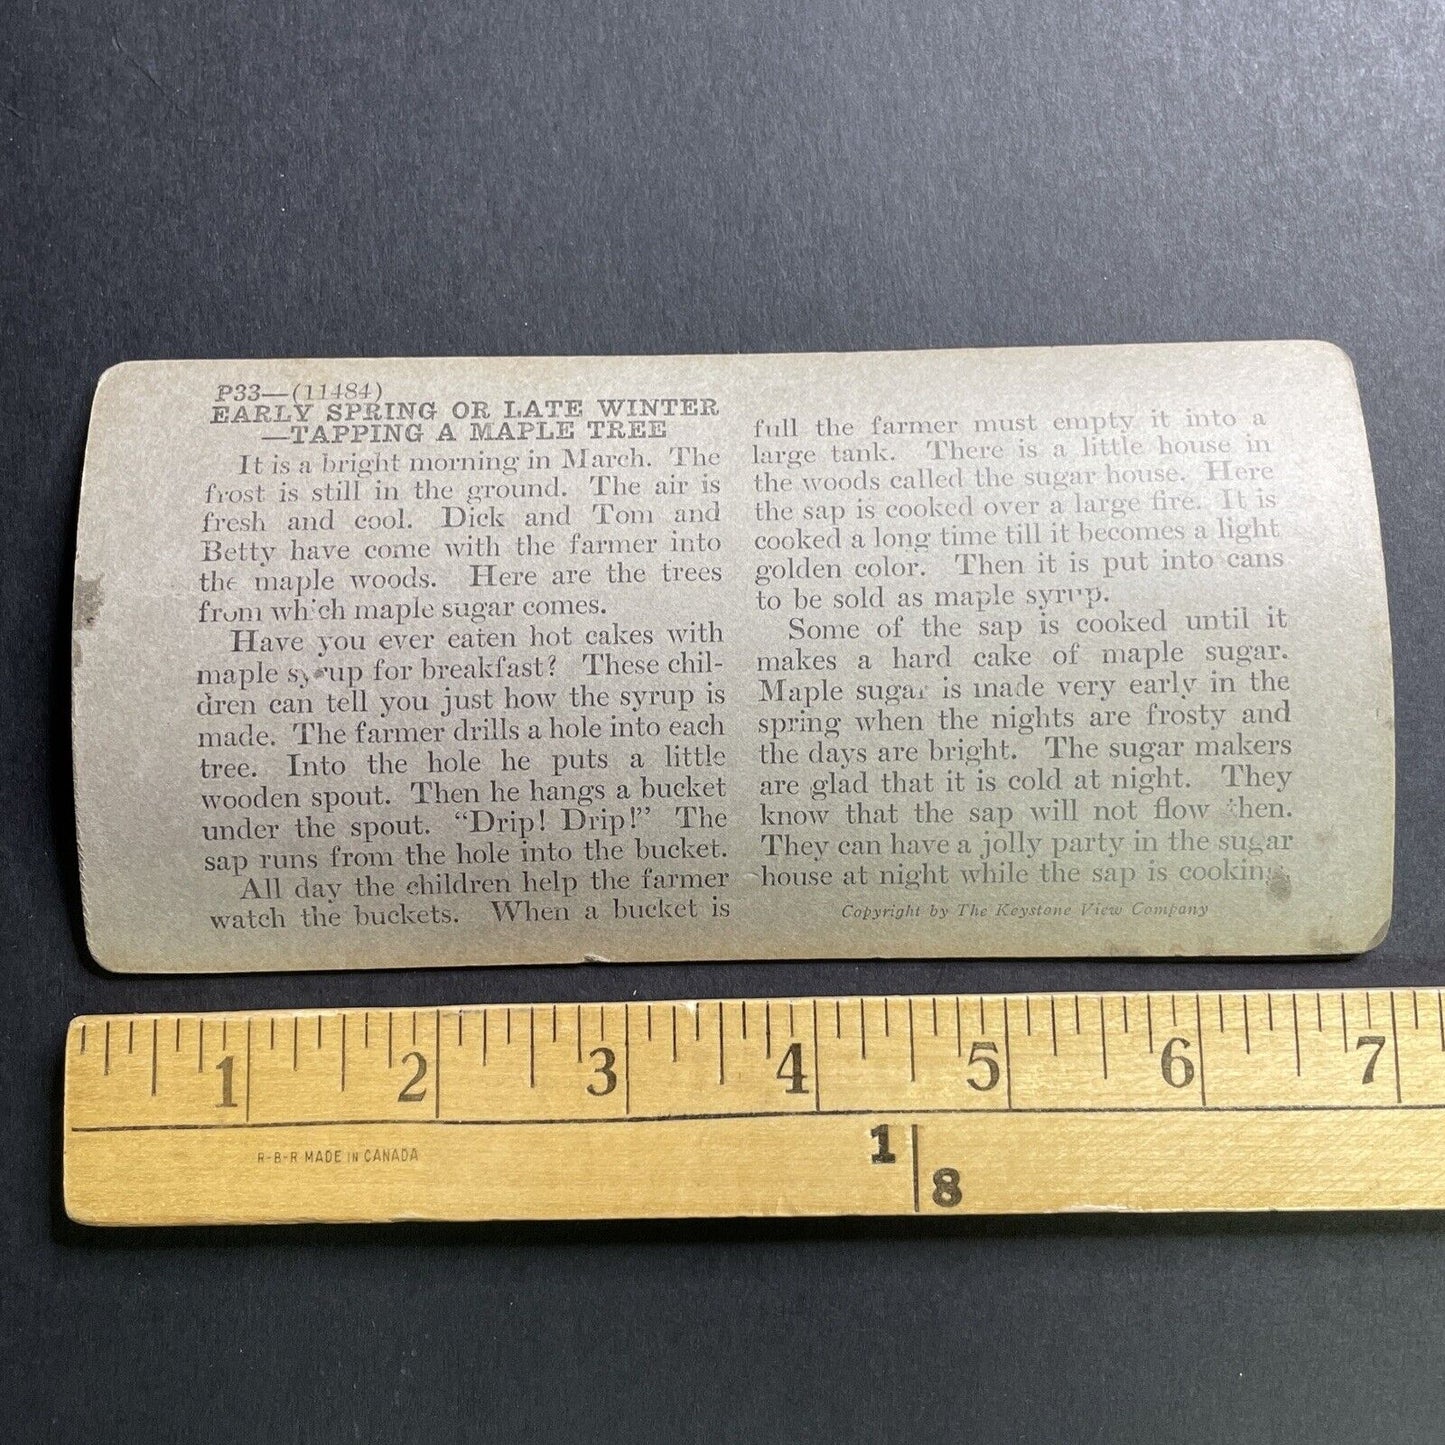 P33—(11484)
EARLY SPRING OR LATE WINTER
—TAPPING A MAPLE TREE
It is a bright morning in March. The
frost is still in the ground. The air is
fresh and cool. Dick and Tom and
Betty have come with the farmer into
the maple woods. Here are the trees
from which maple sugar comes.
Have you ever eaten hot cakes with
maple syrup for breakfast? These chil-
dren can tell you just how the syrup is
made. The farmer drills a hole into each
tree. Into the hole he puts a little
wooden spout. Then he hangs a bucket
under the spout. “Drip! Drip!” The
sap runs from the hole into the bucket.
All day the children help the farmer
watch the buckets. When a bucket is
full the farmer must empty it into a
large tank. There is a little house in
the woods called the sugar house. Here
the sap is cooked over a large fire. It is
cooked a long time till it becomes a light
golden color. Then it is put into cans
to be sold as maple syrup.
Some of the sap is cooked until it
makes a hard cake of maple sugar.
Maple sugar is made very early in the
spring when the nights are frosty and
the days are bright. The sugar makers
are glad that it is cold at night. They
know that the sap will not flow then.
They can have a jolly party in the sugar
house at night while the sap is cooking.
Copyright by The Keystone View Company
1 2 3 4 5 6 7
R-B-R MADE IN CANADA
1/8